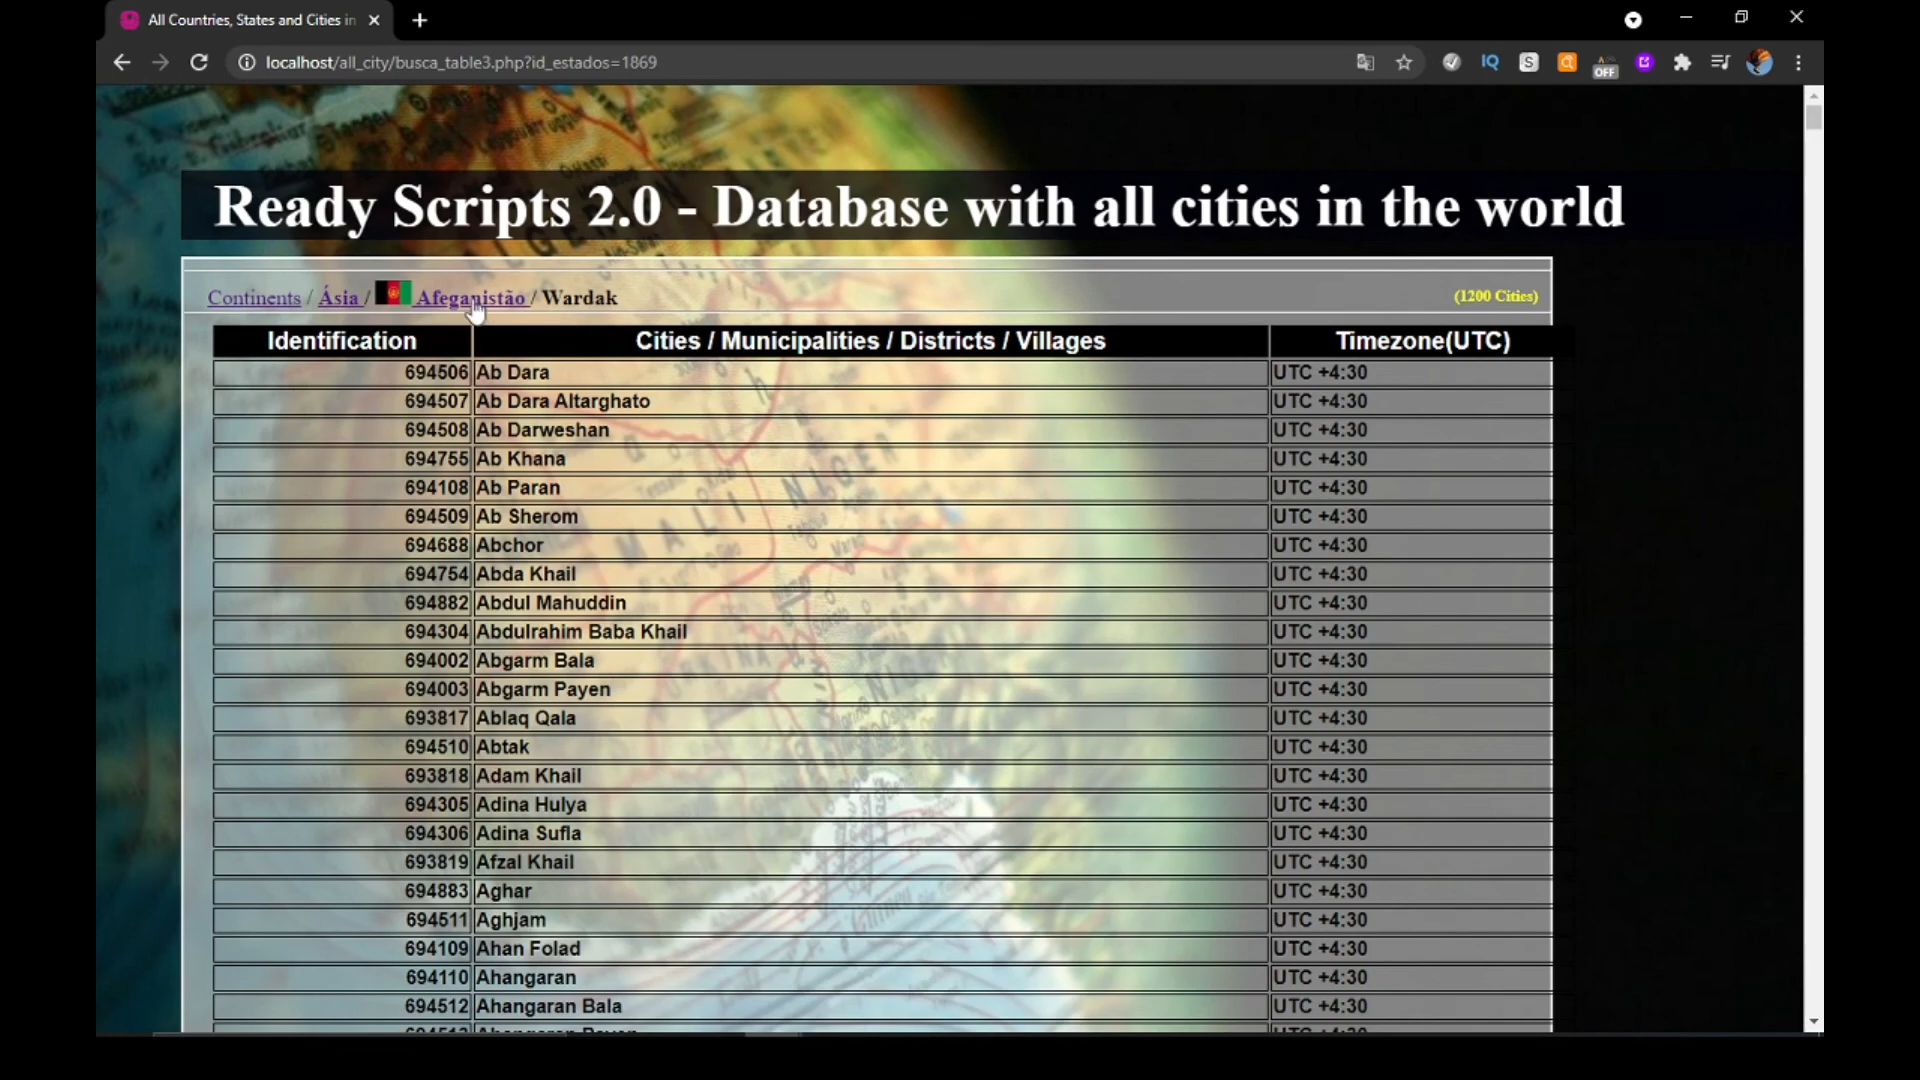 All Countries, States and Cities in
localhost/all_city/busca_table3.php?id_estados=1869
IQ
S
OFF
Ready Scripts 2.0 - Database with all cities in the world
Continents / Ásia / Afeganistão / Wardak
(1200 Cities)
Identification Cities / Municipalities / Districts / Villages Timezone(UTC)
694506 Ab Dara UTC +4:30
694507 Ab Dara Altarghato UTC +4:30
694508 Ab Darweshan UTC +4:30
694755 Ab Khana UTC +4:30
694108 Ab Paran UTC +4:30
694509 Ab Sherom UTC +4:30
694688 Abchor UTC +4:30
694754 Abda Khail UTC +4:30
694882 Abdul Mahuddin UTC +4:30
694304 Abdulrahim Baba Khail UTC +4:30
694002 Abgarm Bala UTC +4:30
694003 Abgarm Payen UTC +4:30
693817 Ablaq Qala UTC +4:30
694510 Abtak UTC +4:30
693818 Adam Khail UTC +4:30
694305 Adina Hulya UTC +4:30
694306 Adina Sufla UTC +4:30
693819 Afzal Khail UTC +4:30
694883 Aghar UTC +4:30
694511 Aghjam UTC +4:30
694109 Ahan Folad UTC +4:30
694110 Ahangaran UTC +4:30
694512 Ahangaran Bala UTC +4:30
MALI
NIGER